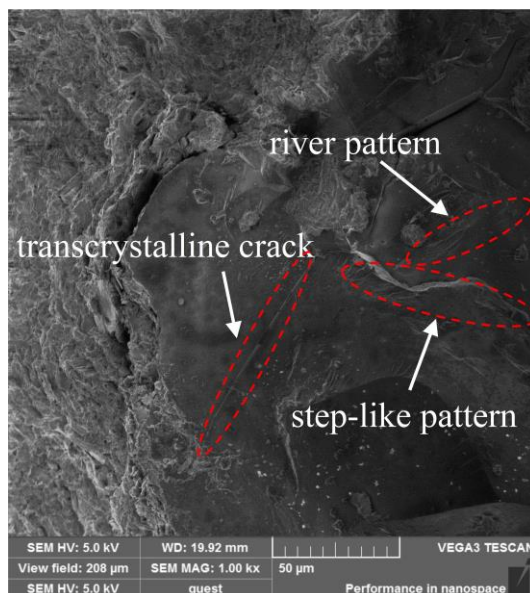 river pattern
transcrystalline crack
step-like pattern
SEM HV: 5.0 kV WD: 19.92 mm VEGA3 TESCAN
View field: 208 µm SEM MAG: 1.00 kx 50 µm
SEM HV: 5.0 kV guest Performance in nanospace